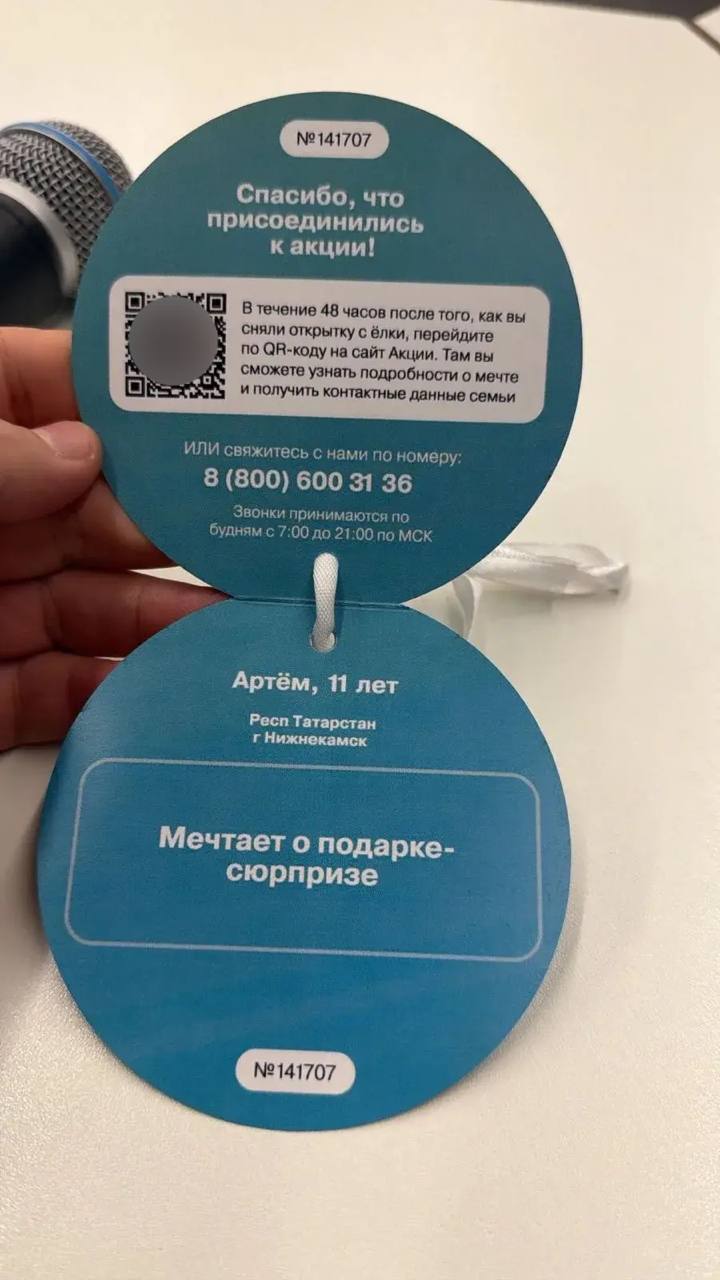 №141707
Спасибо, что
присоединились
к акции!
В течение 48 часов после того, как вы
сняли открытку с ёлки, перейдите
по QR-коду на сайт Акции. Там вы
сможете узнать подробности о мечте
и получить контактные данные семьи
ИЛИ свяжитесь с нами по номеру:
8 (800) 600 31 36
Звонки принимаются по
будням с 7:00 до 21:00 по МСК
Артём, 11 лет
Респ Татарстан
г Нижнекамск
Мечтает о подарке-
сюрпризе
№141707